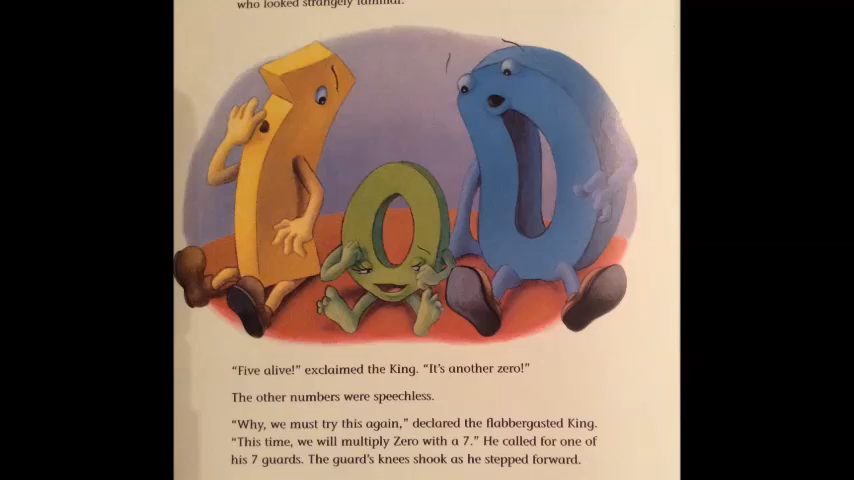 who looked strangely familiar.
"Five alive!" exclaimed the King. "It's another zero!"
The other numbers were speechless.
"Why, we must try this again," declared the flabbergasted King.
"This time, we will multiply Zero with a 7." He called for one of
his 7 guards. The guard's knees shook as he stepped forward.